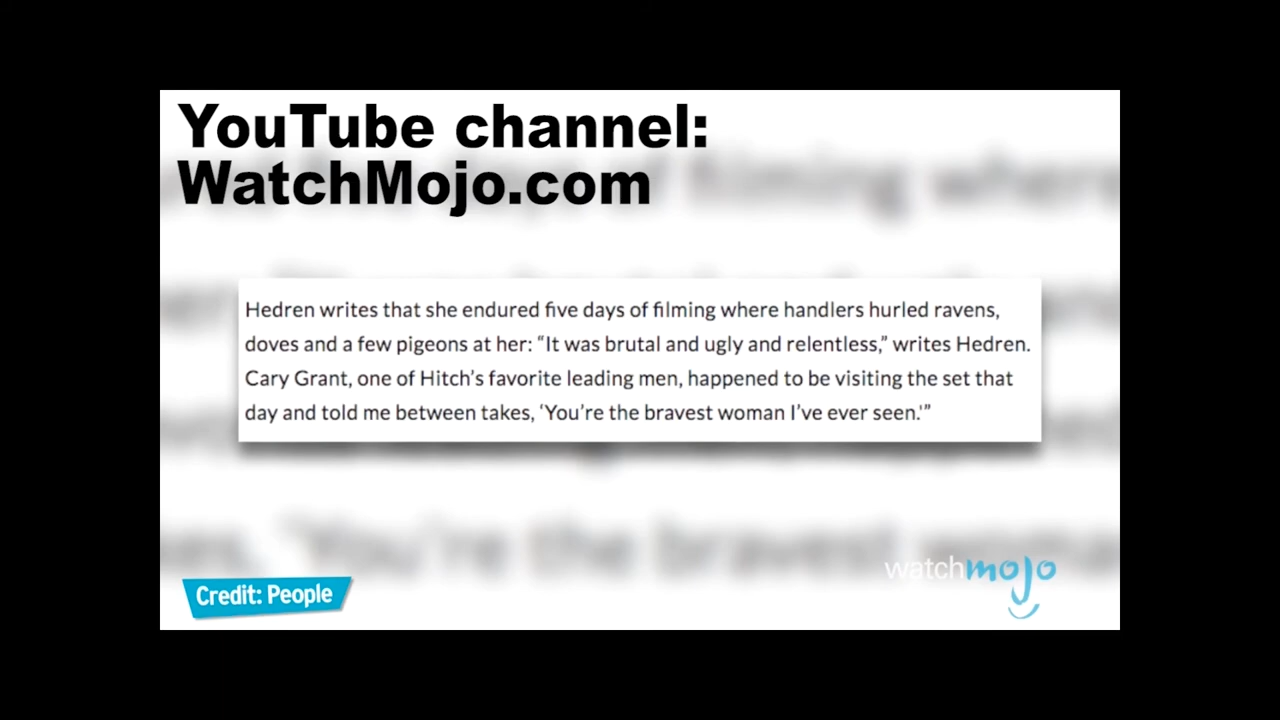 YouTube channel:
WatchMojo.com
Hedren writes that she endured five days of filming where handlers hurled ravens,
doves and a few pigeons at her: “It was brutal and ugly and relentless,” writes Hedren.
Cary Grant, one of Hitch’s favorite leading men, happened to be visiting the set that
day and told me between takes, ‘You’re the bravest woman I’ve ever seen.'”
Credit: People
watchmojo